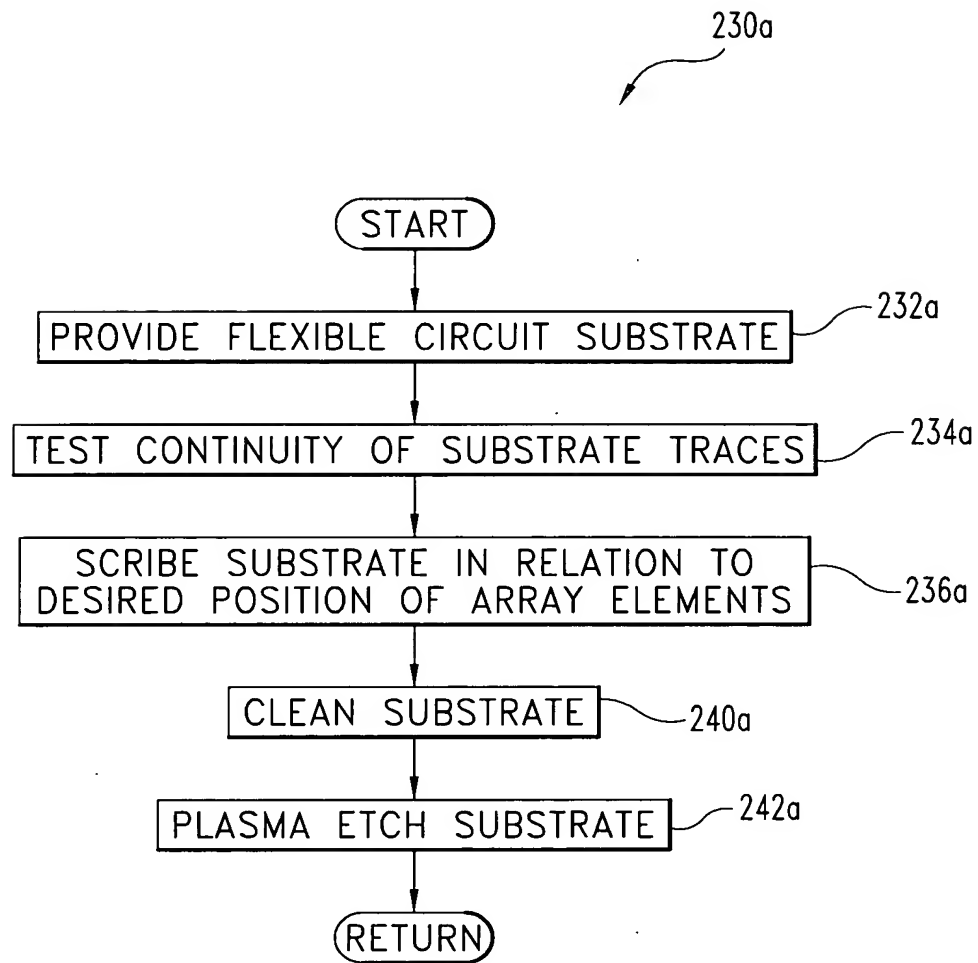 230a
START
PROVIDE FLEXIBLE CIRCUIT SUBSTRATE
232a
TEST CONTINUITY OF SUBSTRATE TRACES
234a
SCRIBE SUBSTRATE IN RELATION TO
DESIRED POSITION OF ARRAY ELEMENTS
236a
CLEAN SUBSTRATE
240a
PLASMA ETCH SUBSTRATE
242a
RETURN